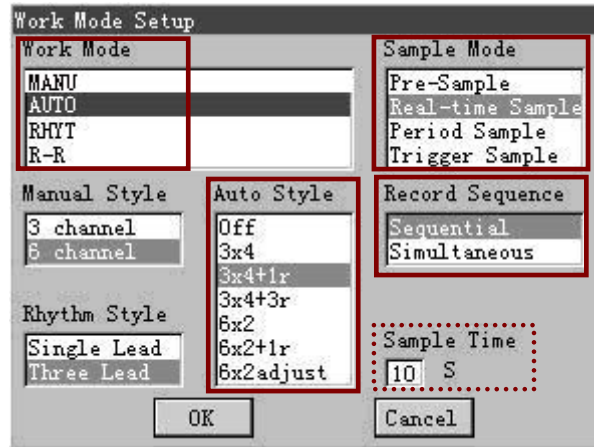 Work Mode Setup
Work Mode
MANU
AUTO
RHYT
R-R
Sample Mode
Pre-Sample
Real-time Sample
Period Sample
Trigger Sample
Manual Style
3 channel
6 channel
Auto Style
Off
3x4
3x4+1r
3x4+3r
6x2
6x2+1r
6x2adjust
Record Sequence
Sequential
Simultaneous
Rhythm Style
Single Lead
Three Lead
Sample Time
10 S
OK
Cancel